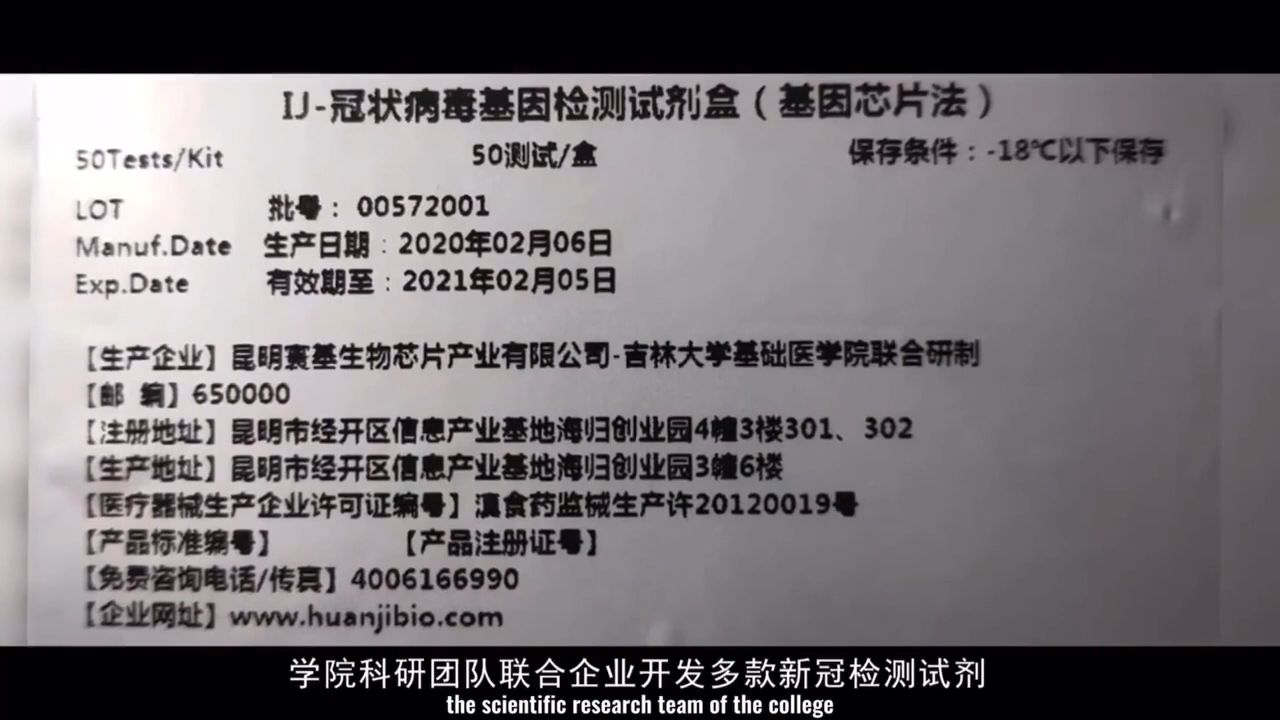 IJ-冠状病毒基因检测试剂盒（基因芯片法）
50Tests/Kit 50测试/盒 保存条件：-18℃以下保存
LOT 批号：00572001
Manuf.Date 生产日期：2020年02月06日
Exp.Date 有效期至：2021年02月05日
【生产企业】昆明寰基生物芯片产业有限公司-吉林大学基础医学院联合研制
【邮 编】650000
【注册地址】昆明市经开区信息产业基地海归创业园4幢3楼301、302
【生产地址】昆明市经开区信息产业基地海归创业园3幢6楼
【医疗器械生产企业许可证编号】滇食药监械生产许20120019号
【产品标准编号】 【产品注册证号】
【免费咨询电话/传真】4006166990
【企业网址】www.huanjibio.com
学院科研团队联合企业开发多款新冠检测试剂
the scientific research team of the college